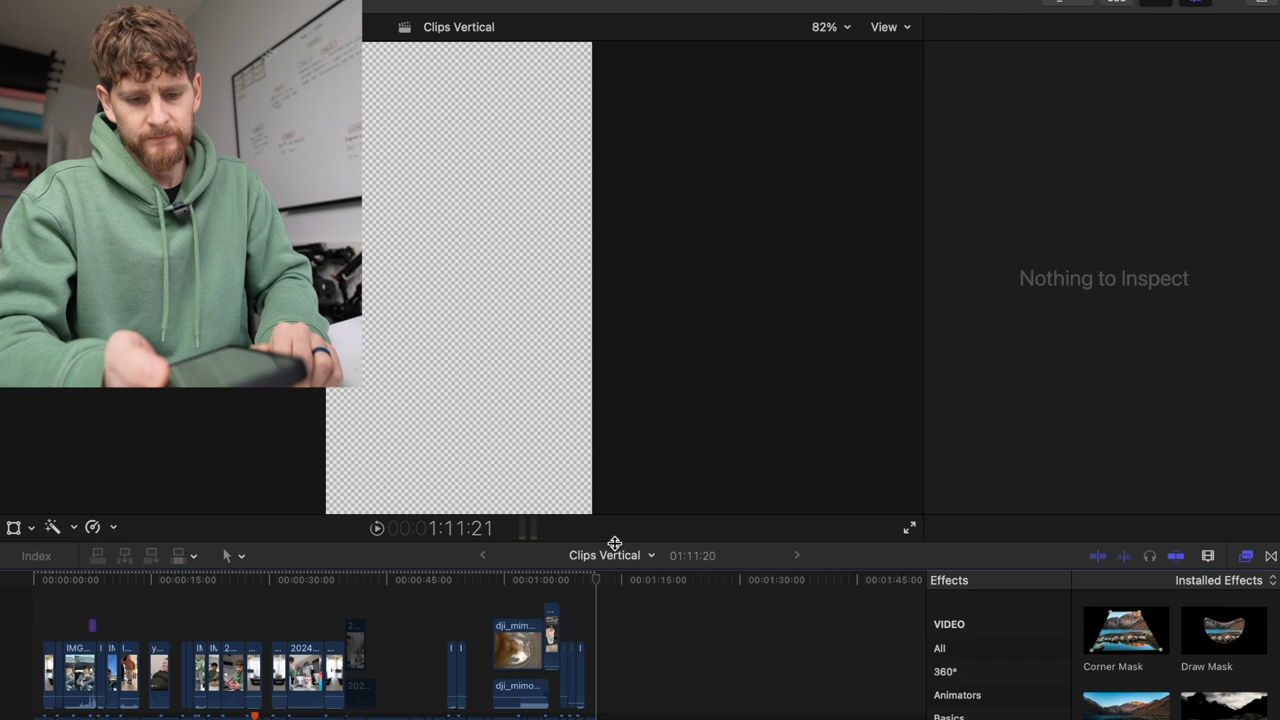 Clips Vertical
82%
View
Nothing to Inspect
00:01:11:21
Index
Clips Vertical
01:11:20
00:00:00:00
00:00:15:00
00:00:30:00
00:00:45:00
00:01:00:00
00:01:15:00
00:01:30:00
00:01:45:00
Effects
Installed Effects
VIDEO
All
360°
Animators
Basics
Corner Mask
Draw Mask
...
2...
dji_mim...
IMG...
I...
y...
2...
...
...
2024...
...
202...
dji_mimo...